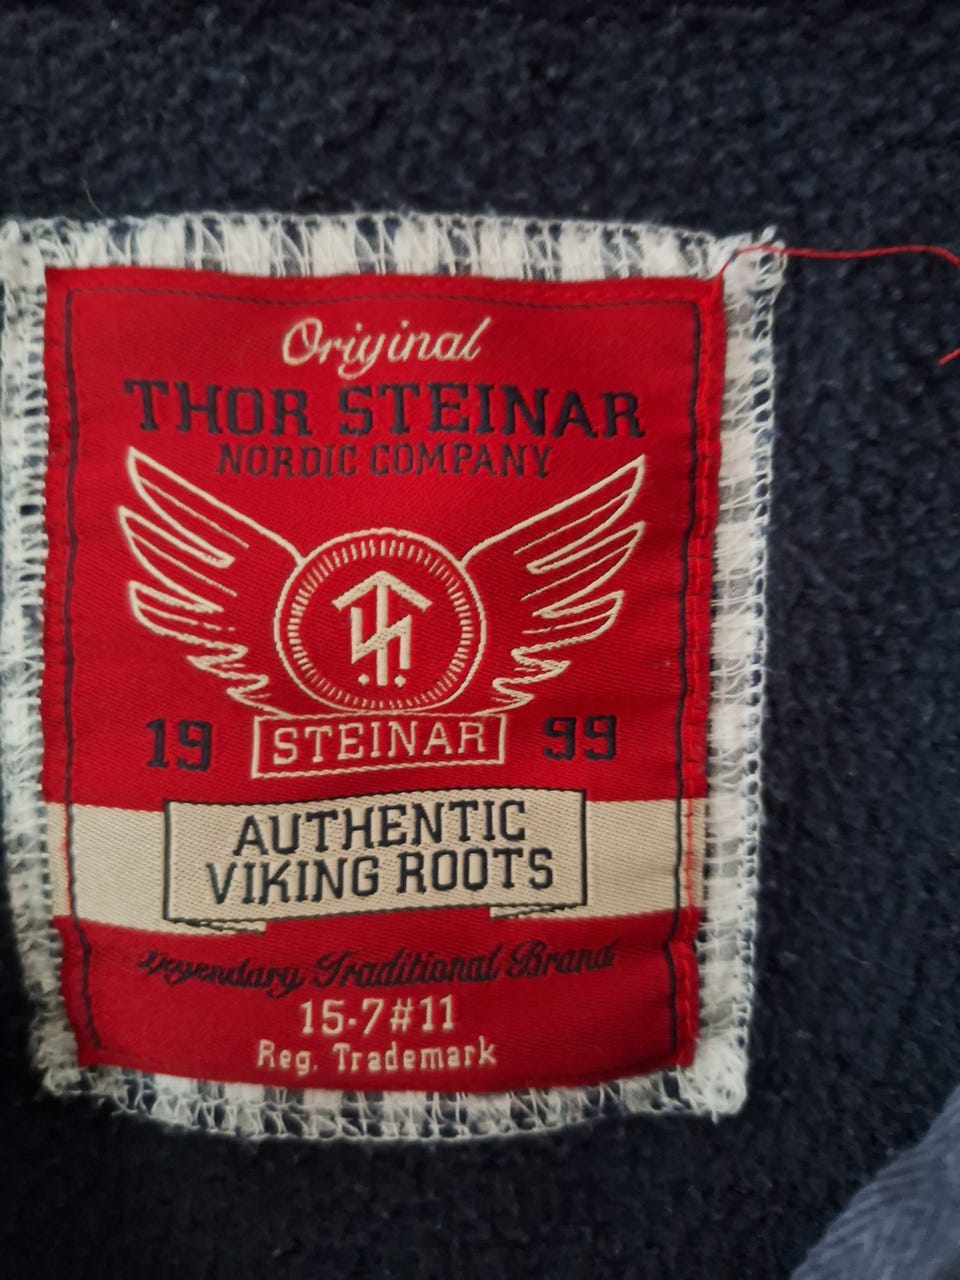 Original
THOR STEINAR
NORDIC COMPANY
19 STEINAR 99
AUTHENTIC
VIKING ROOTS
Legendary Traditional Brand
15-7#11
Reg. Trademark